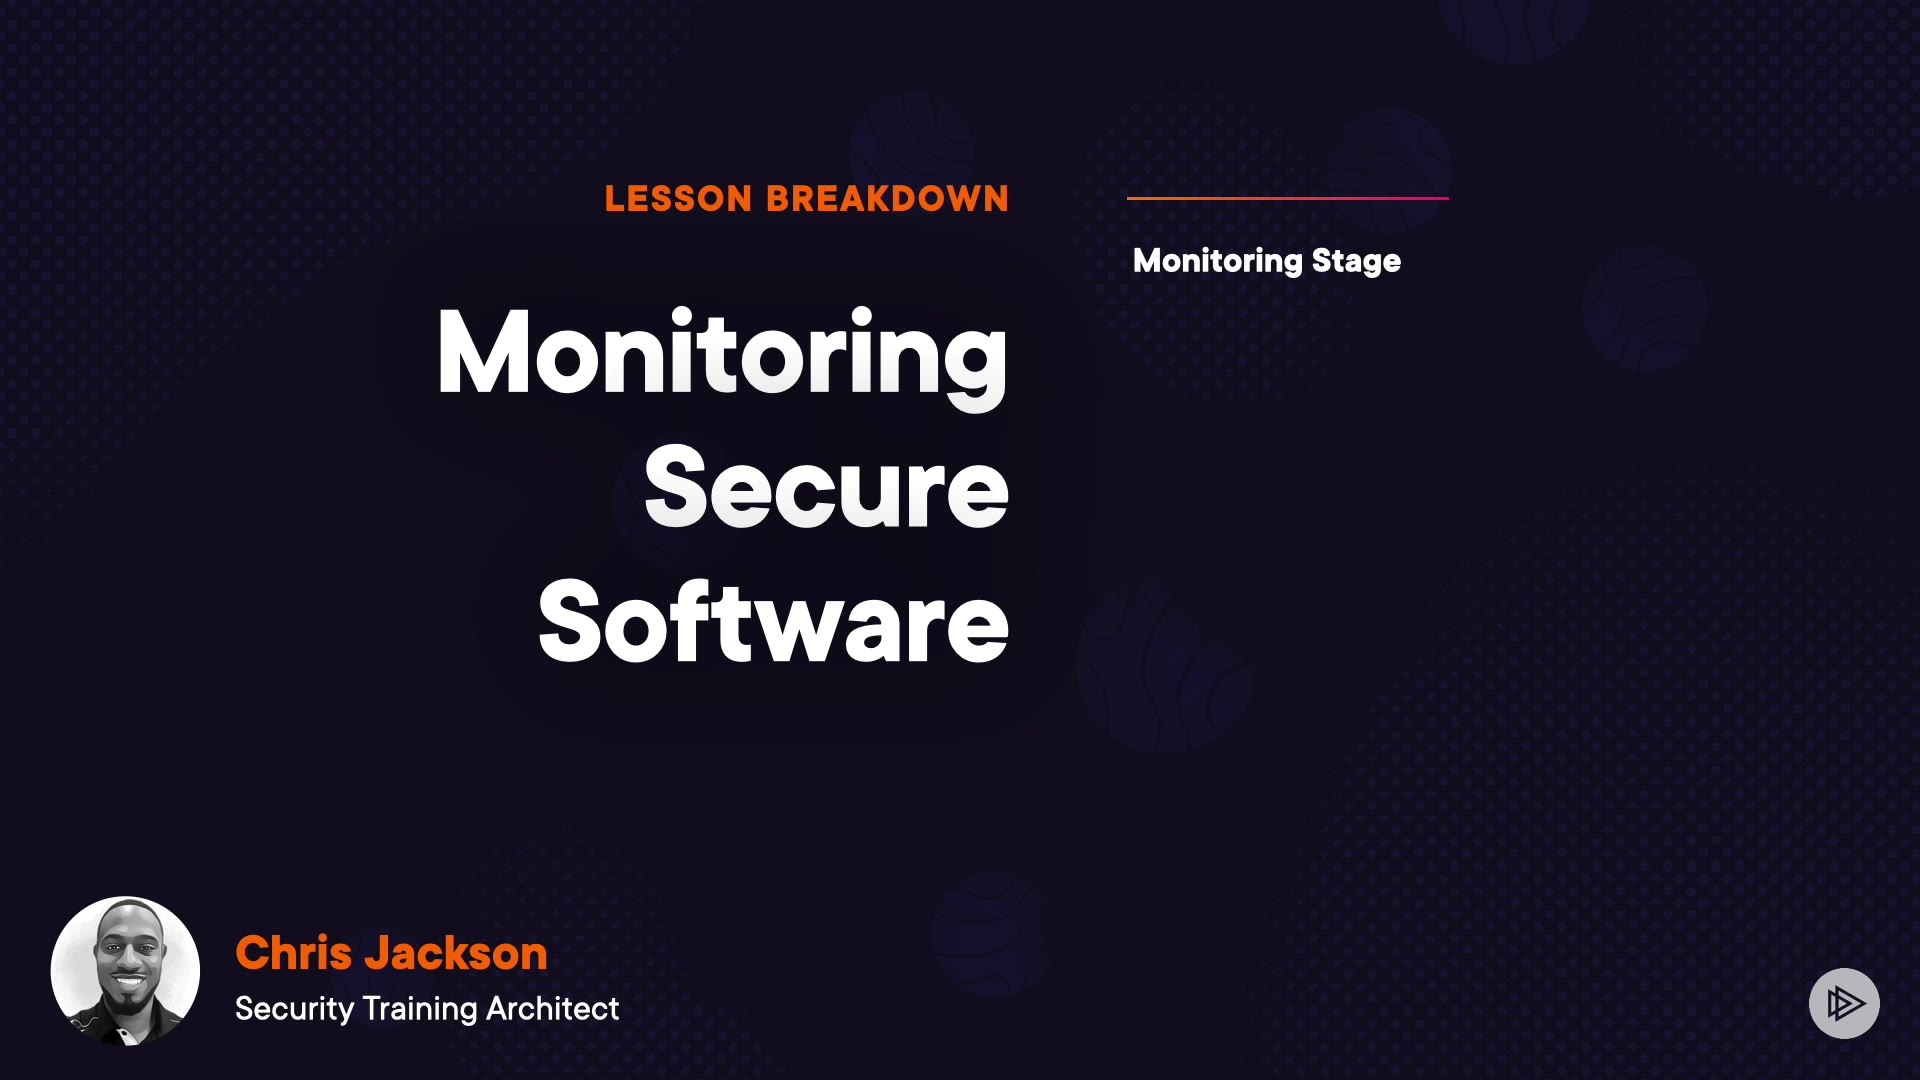 LESSON BREAKDOWN
Monitoring
Secure
Software
Monitoring Stage
Chris Jackson
Security Training Architect